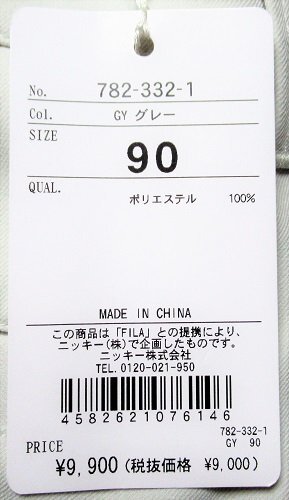 No. 782-332-1
Col. GY グレー
SIZE
90
QUAL.
ポリエステル 100%
MADE IN CHINA
この商品は「FILA」との提携により、
ニッキー(株)で企画したものです。
ニッキー株式会社
TEL. 0120-021-950
4582621076146
782-332-1
GY 90
PRICE
¥9,900 (税抜価格 ¥9,000)